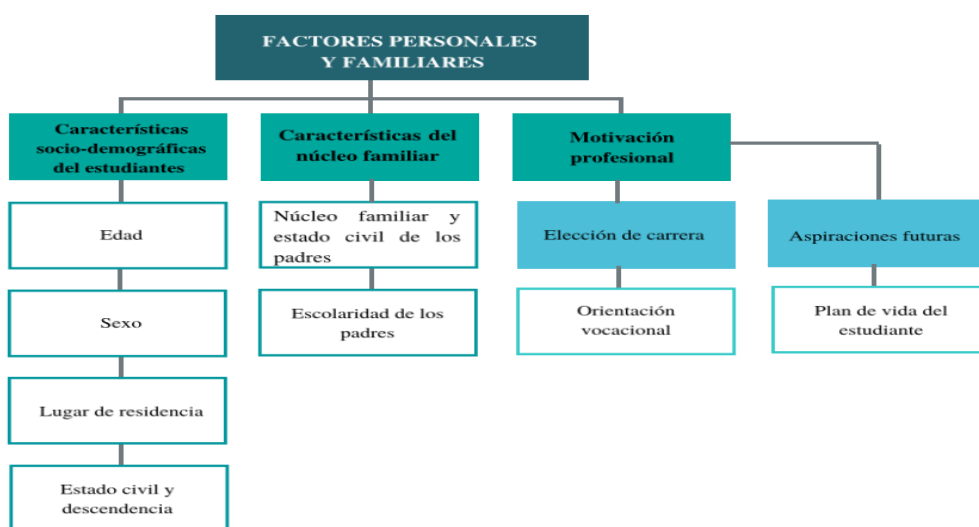 FACTORES PERSONALES
Y FAMILIARES
Características
socio-demográficas
del estudiantes
Características del
núcleo familiar
Motivación
profesional
Edad
Núcleo familiar y
estado civil de los
padres
Elección de carrera
Aspiraciones futuras
Sexo
Escolaridad de los
padres
Orientación
vocacional
Plan de vida del
estudiante
Lugar de residencia
Estado civil y
descendencia